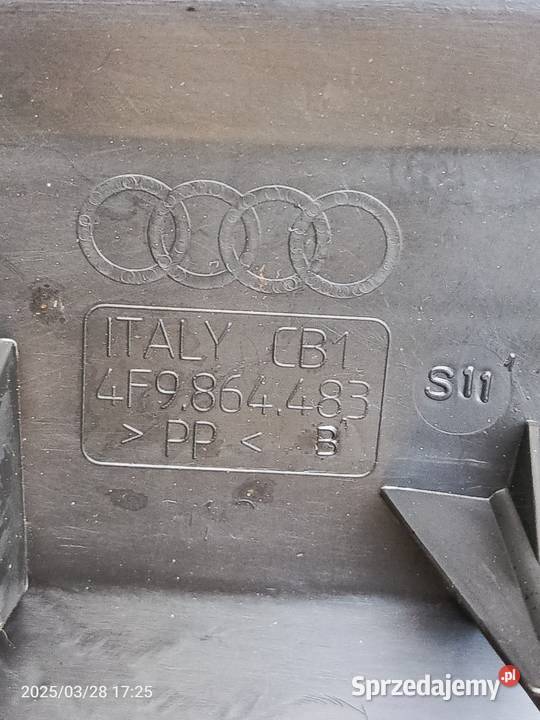 ITALY CB1
4F9.864.483
> PP < B
S11
2025/03/28 17:25
Sprzedajemy.pl